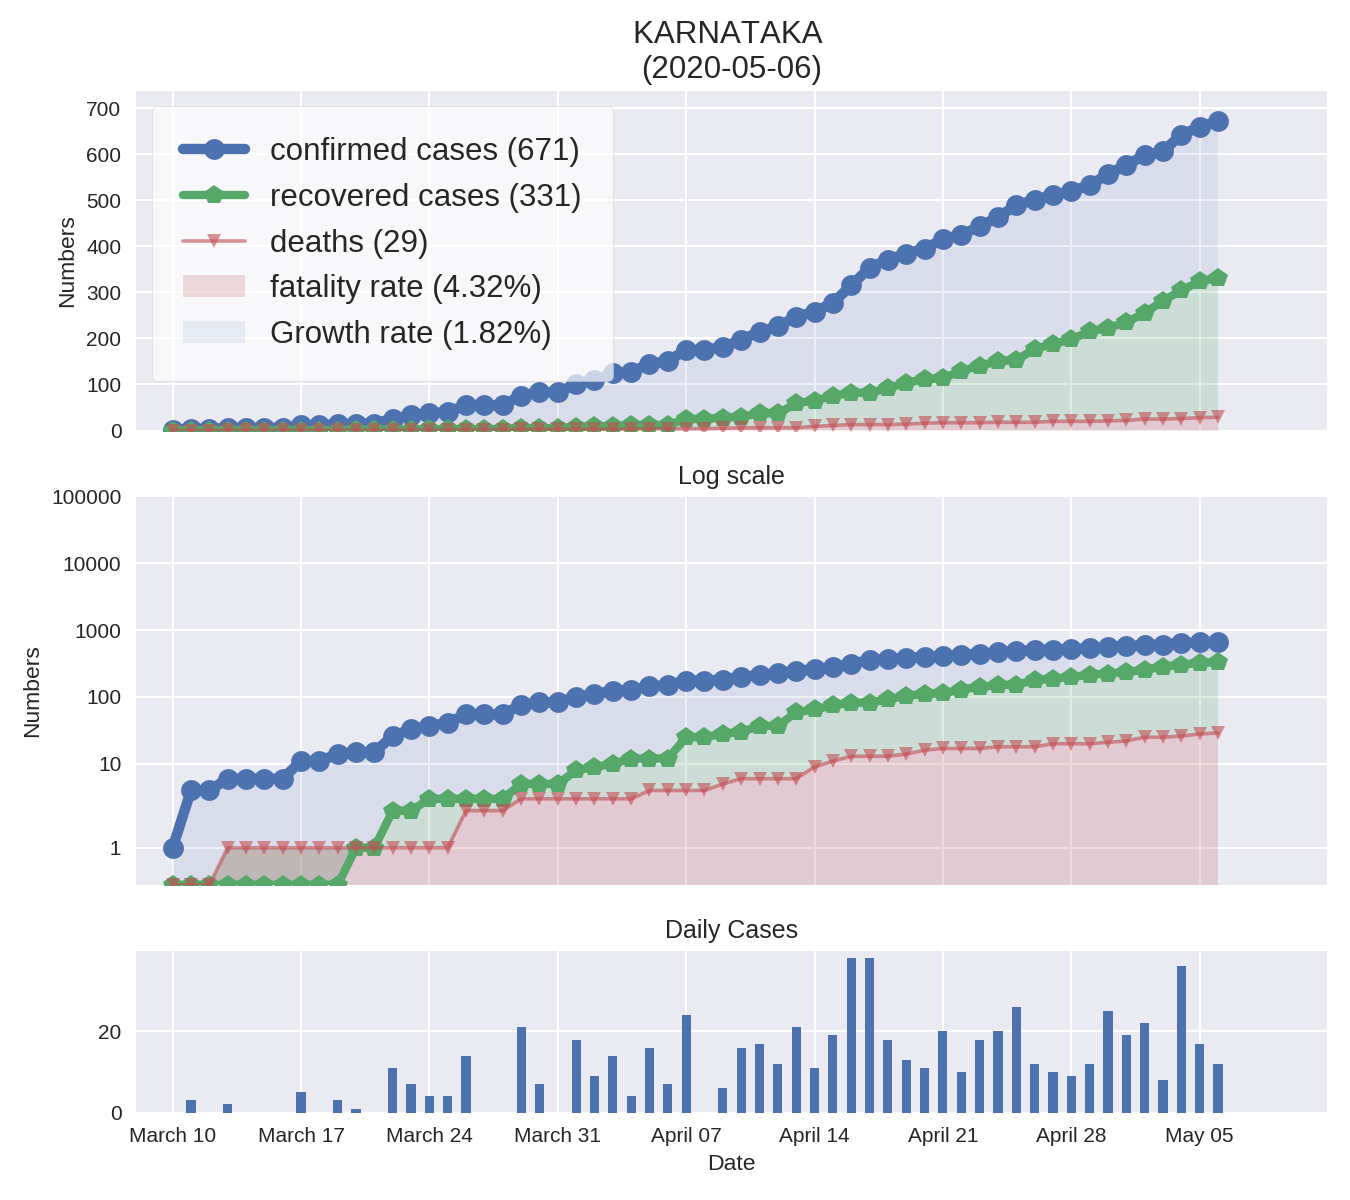 KARNATAKA
(2020-05-06)
700
600
500
400
300
200
100
0
Numbers
confirmed cases (671)
recovered cases (331)
deaths (29)
fatality rate (4.32%)
Growth rate (1.82%)
Log scale
100000
10000
1000
100
10
1
Numbers
Daily Cases
20
0
March 10 March 17 March 24 March 31 April 07 April 14 April 21 April 28 May 05
Date